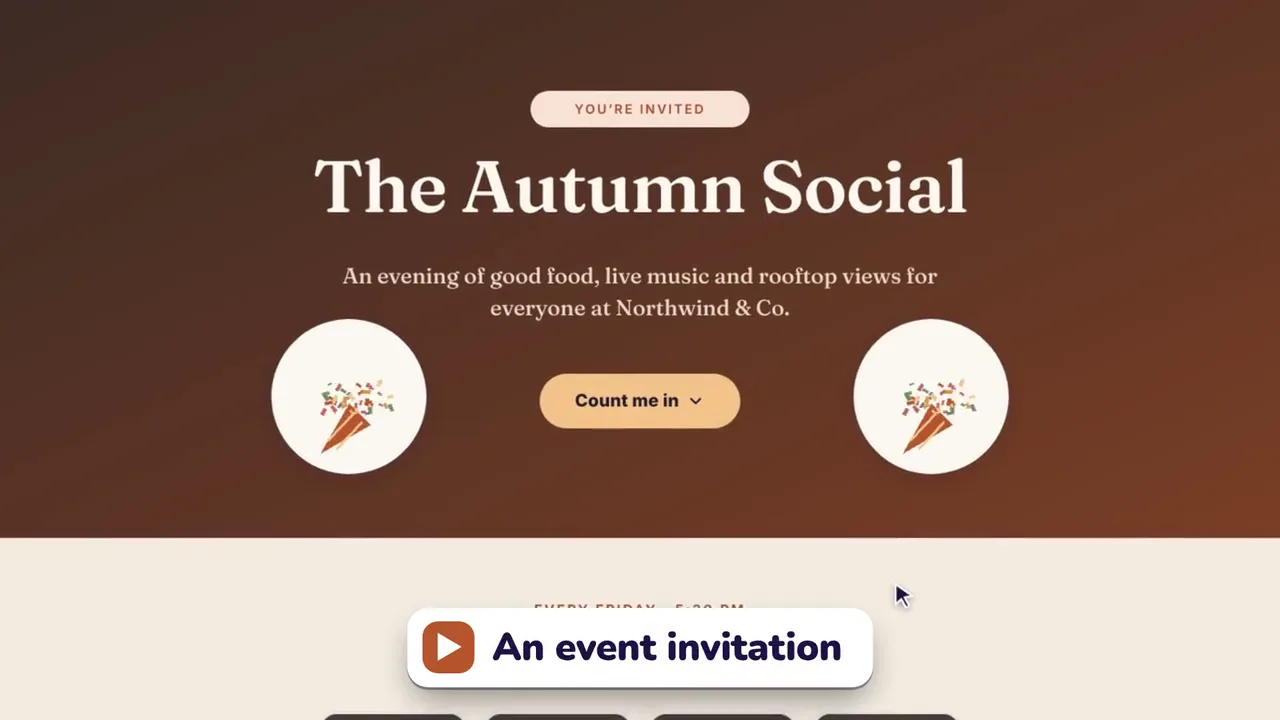 YOU'RE INVITED
The Autumn Social
An evening of good food, live music and rooftop views for
everyone at Northwind & Co.
Count me in
An event invitation